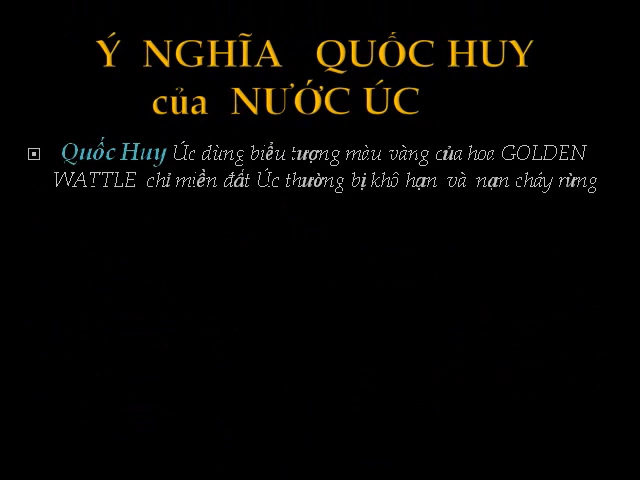 Ý NGHĨA QUỐC HUY
của NƯỚC ÚC
Quốc Huy Úc dùng biểu tượng màu vàng của hoa GOLDEN
WATTLE chỉ miền đất Úc thường bị khô hạn và nạn cháy rừng